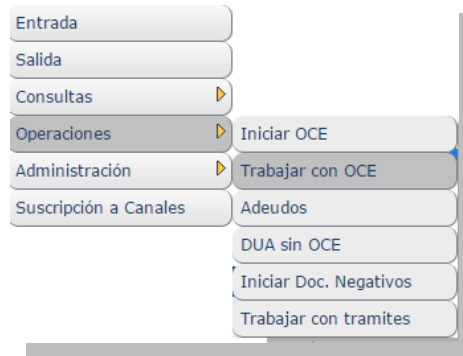 Entrada
Salida
Consultas
Operaciones
Administración
Suscripción a Canales
Iniciar OCE
Trabajar con OCE
Adeudos
DUA sin OCE
Iniciar Doc. Negativos
Trabajar con tramites